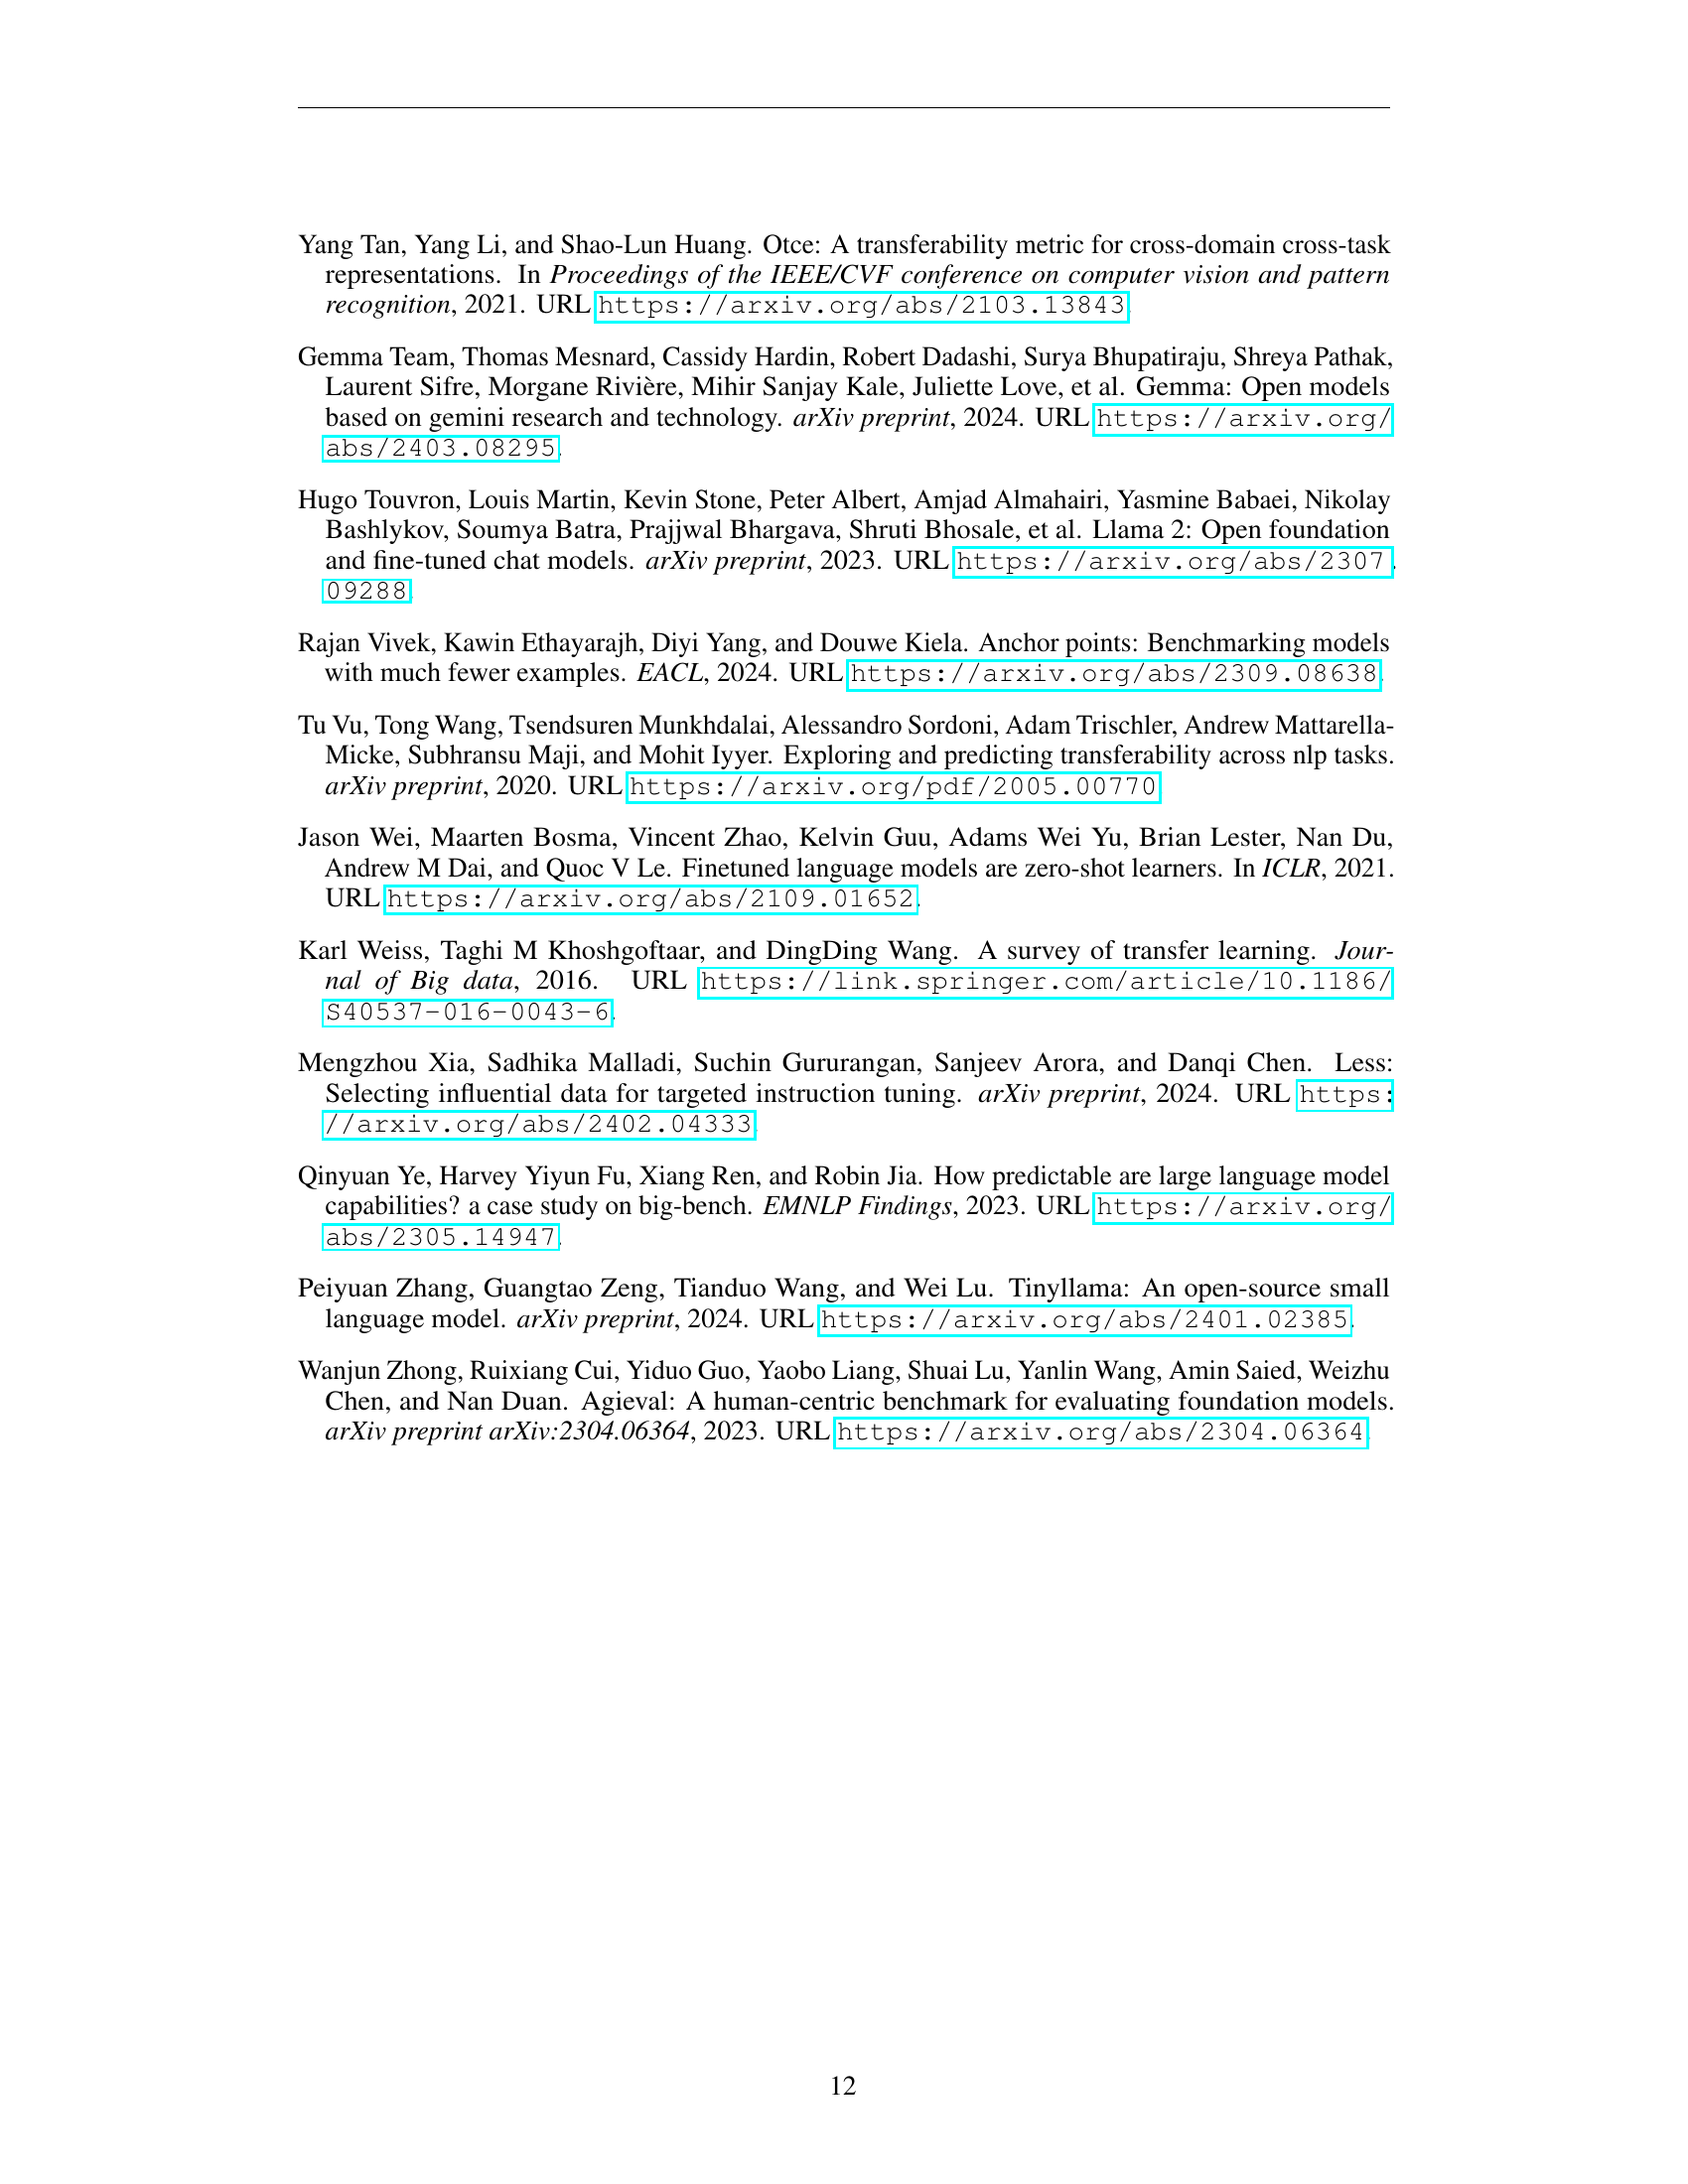 Yang Tan, Yang Li, and Shao-Lun Huang. Otce: A transferability metric for cross-domain cross-task
representations. In Proceedings of the IEEE/CVF conference on computer vision and pattern
recognition, 2021. URL https://arxiv.org/abs/2103.13843.
Gemma Team, Thomas Mesnard, Cassidy Hardin, Robert Dadashi, Surya Bhupatiraju, Shreya Pathak,
Laurent Sifre, Morgane Rivière, Mihir Sanjay Kale, Juliette Love, et al. Gemma: Open models
based on gemini research and technology. arXiv preprint, 2024. URL https://arxiv.org/
abs/2403.08295.
Hugo Touvron, Louis Martin, Kevin Stone, Peter Albert, Amjad Almahairi, Yasmine Babaei, Nikolay
Bashlykov, Soumya Batra, Prajjwal Bhargava, Shruti Bhosale, et al. Llama 2: Open foundation
and fine-tuned chat models. arXiv preprint, 2023. URL https://arxiv.org/abs/2307.
09288.
Rajan Vivek, Kawin Ethayarajh, Diyi Yang, and Douwe Kiela. Anchor points: Benchmarking models
with much fewer examples. EACL, 2024. URL https://arxiv.org/abs/2309.08638.
Tu Vu, Tong Wang, Tsendsuren Munkhdalai, Alessandro Sordoni, Adam Trischler, Andrew Mattarella-
Micke, Subhransu Maji, and Mohit Iyyer. Exploring and predicting transferability across nlp tasks.
arXiv preprint, 2020. URL https://arxiv.org/pdf/2005.00770.
Jason Wei, Maarten Bosma, Vincent Zhao, Kelvin Guu, Adams Wei Yu, Brian Lester, Nan Du,
Andrew M Dai, and Quoc V Le. Finetuned language models are zero-shot learners. In ICLR, 2021.
URL https://arxiv.org/abs/2109.01652.
Karl Weiss, Taghi M Khoshgoftaar, and DingDing Wang. A survey of transfer learning. Jour-
nal of Big data, 2016. URL https://link.springer.com/article/10.1186/
S40537-016-0043-6.
Mengzhou Xia, Sadhika Malladi, Suchin Gururangan, Sanjeev Arora, and Danqi Chen. Less:
Selecting influential data for targeted instruction tuning. arXiv preprint, 2024. URL https:
//arxiv.org/abs/2402.04333.
Qinyuan Ye, Harvey Yiyun Fu, Xiang Ren, and Robin Jia. How predictable are large language model
capabilities? a case study on big-bench. EMNLP Findings, 2023. URL https://arxiv.org/
abs/2305.14947.
Peiyuan Zhang, Guangtao Zeng, Tianduo Wang, and Wei Lu. Tinyllama: An open-source small
language model. arXiv preprint, 2024. URL https://arxiv.org/abs/2401.02385.
Wanjun Zhong, Ruixiang Cui, Yiduo Guo, Yaobo Liang, Shuai Lu, Yanlin Wang, Amin Saied, Weizhu
Chen, and Nan Duan. Agieval: A human-centric benchmark for evaluating foundation models.
arXiv preprint arXiv:2304.06364, 2023. URL https://arxiv.org/abs/2304.06364.
12